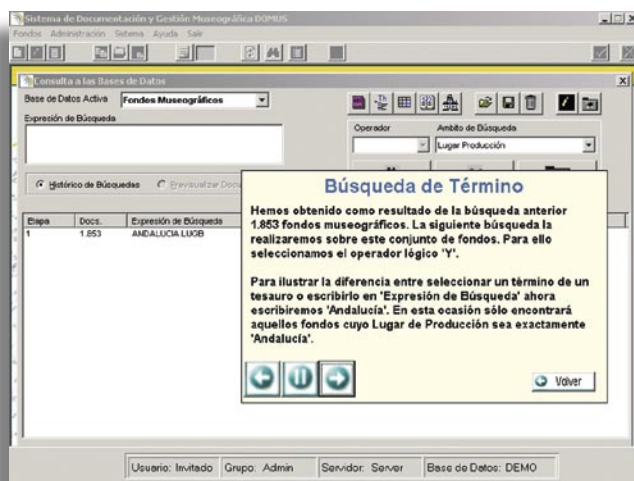 Sistema de Documentación y Gestión Museográfica DOMUS
Fondos Administración Sistema Ayuda Salir
Consulta a las Bases de Datos
Base de Datos Activa Fondos Museográficos
Expresión de Búsqueda
Operador Ambito de Búsqueda
Lugar Producción
Histórico de Búsquedas Previsualizar
Etapa Docs. Expresión de Búsqueda
1 1.853 ANDALUCIA LUGB
Búsqueda de Término
Hemos obtenido como resultado de la búsqueda anterior
1.853 fondos museográficos. La siguiente búsqueda la
realizaremos sobre este conjunto de fondos. Para ello
seleccionamos el operador lógico 'Y'.
Para ilustrar la diferencia entre seleccionar un término de un
tesauro o escribirlo en 'Expresión de Búsqueda' ahora
escribiremos 'Andalucía'. En esta ocasión sólo encontrará
aquellos fondos cuyo Lugar de Producción sea exactamente
'Andalucía'.
Volver
Usuario: Invitado Grupo: Admin Servidor: Server Base de Datos: DEMO